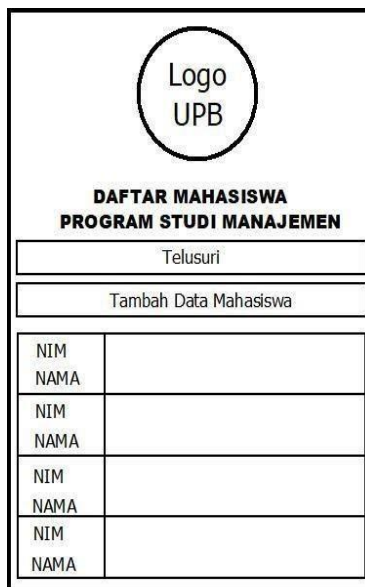 Logo
UPB
DAFTAR MAHASISWA
PROGRAM STUDI MANAJEMEN
Telusuri
Tambah Data Mahasiswa
NIM
NAMA
NIM
NAMA
NIM
NAMA
NIM
NAMA